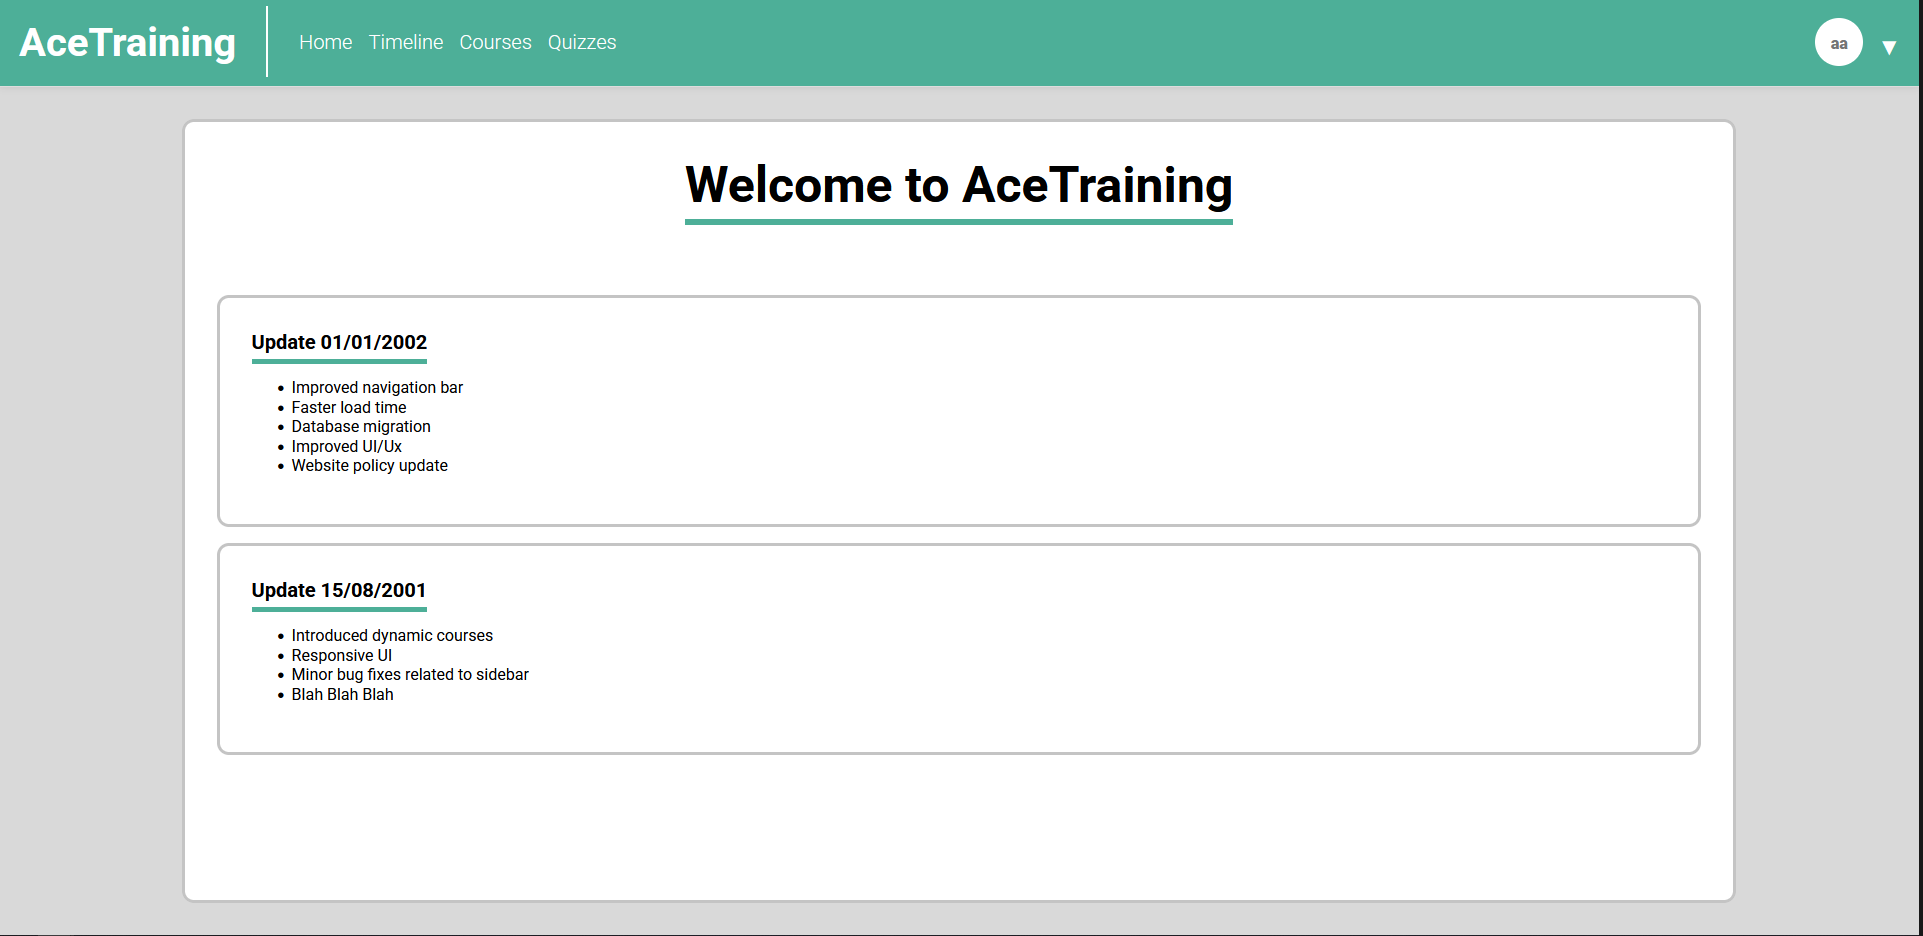 AceTraining
Home Timeline Courses Quizzes
aa
Welcome to AceTraining
Update 01/01/2002
Improved navigation bar
Faster load time
Database migration
Improved UI/Ux
Website policy update
Update 15/08/2001
Introduced dynamic courses
Responsive UI
Minor bug fixes related to sidebar
Blah Blah Blah